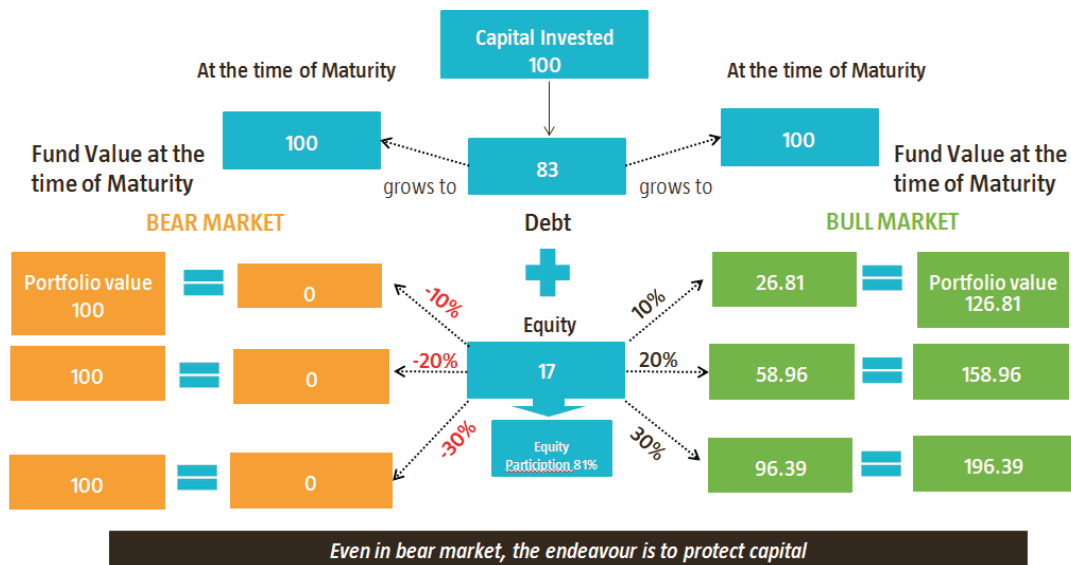 Capital Invested
100
At the time of Maturity
At the time of Maturity
100
83
100
Fund Value at the
time of Maturity
grows to
grows to
Fund Value at the
time of Maturity
BEAR MARKET
Debt
BULL MARKET
Portfolio value
100
0
-10%
Equity
10%
26.81
Portfolio value
126.81
100
0
-20%
17
20%
58.96
158.96
100
0
-30%
Equity
Particiption 81%
30%
96.39
196.39
Even in bear market, the endeavour is to protect capital